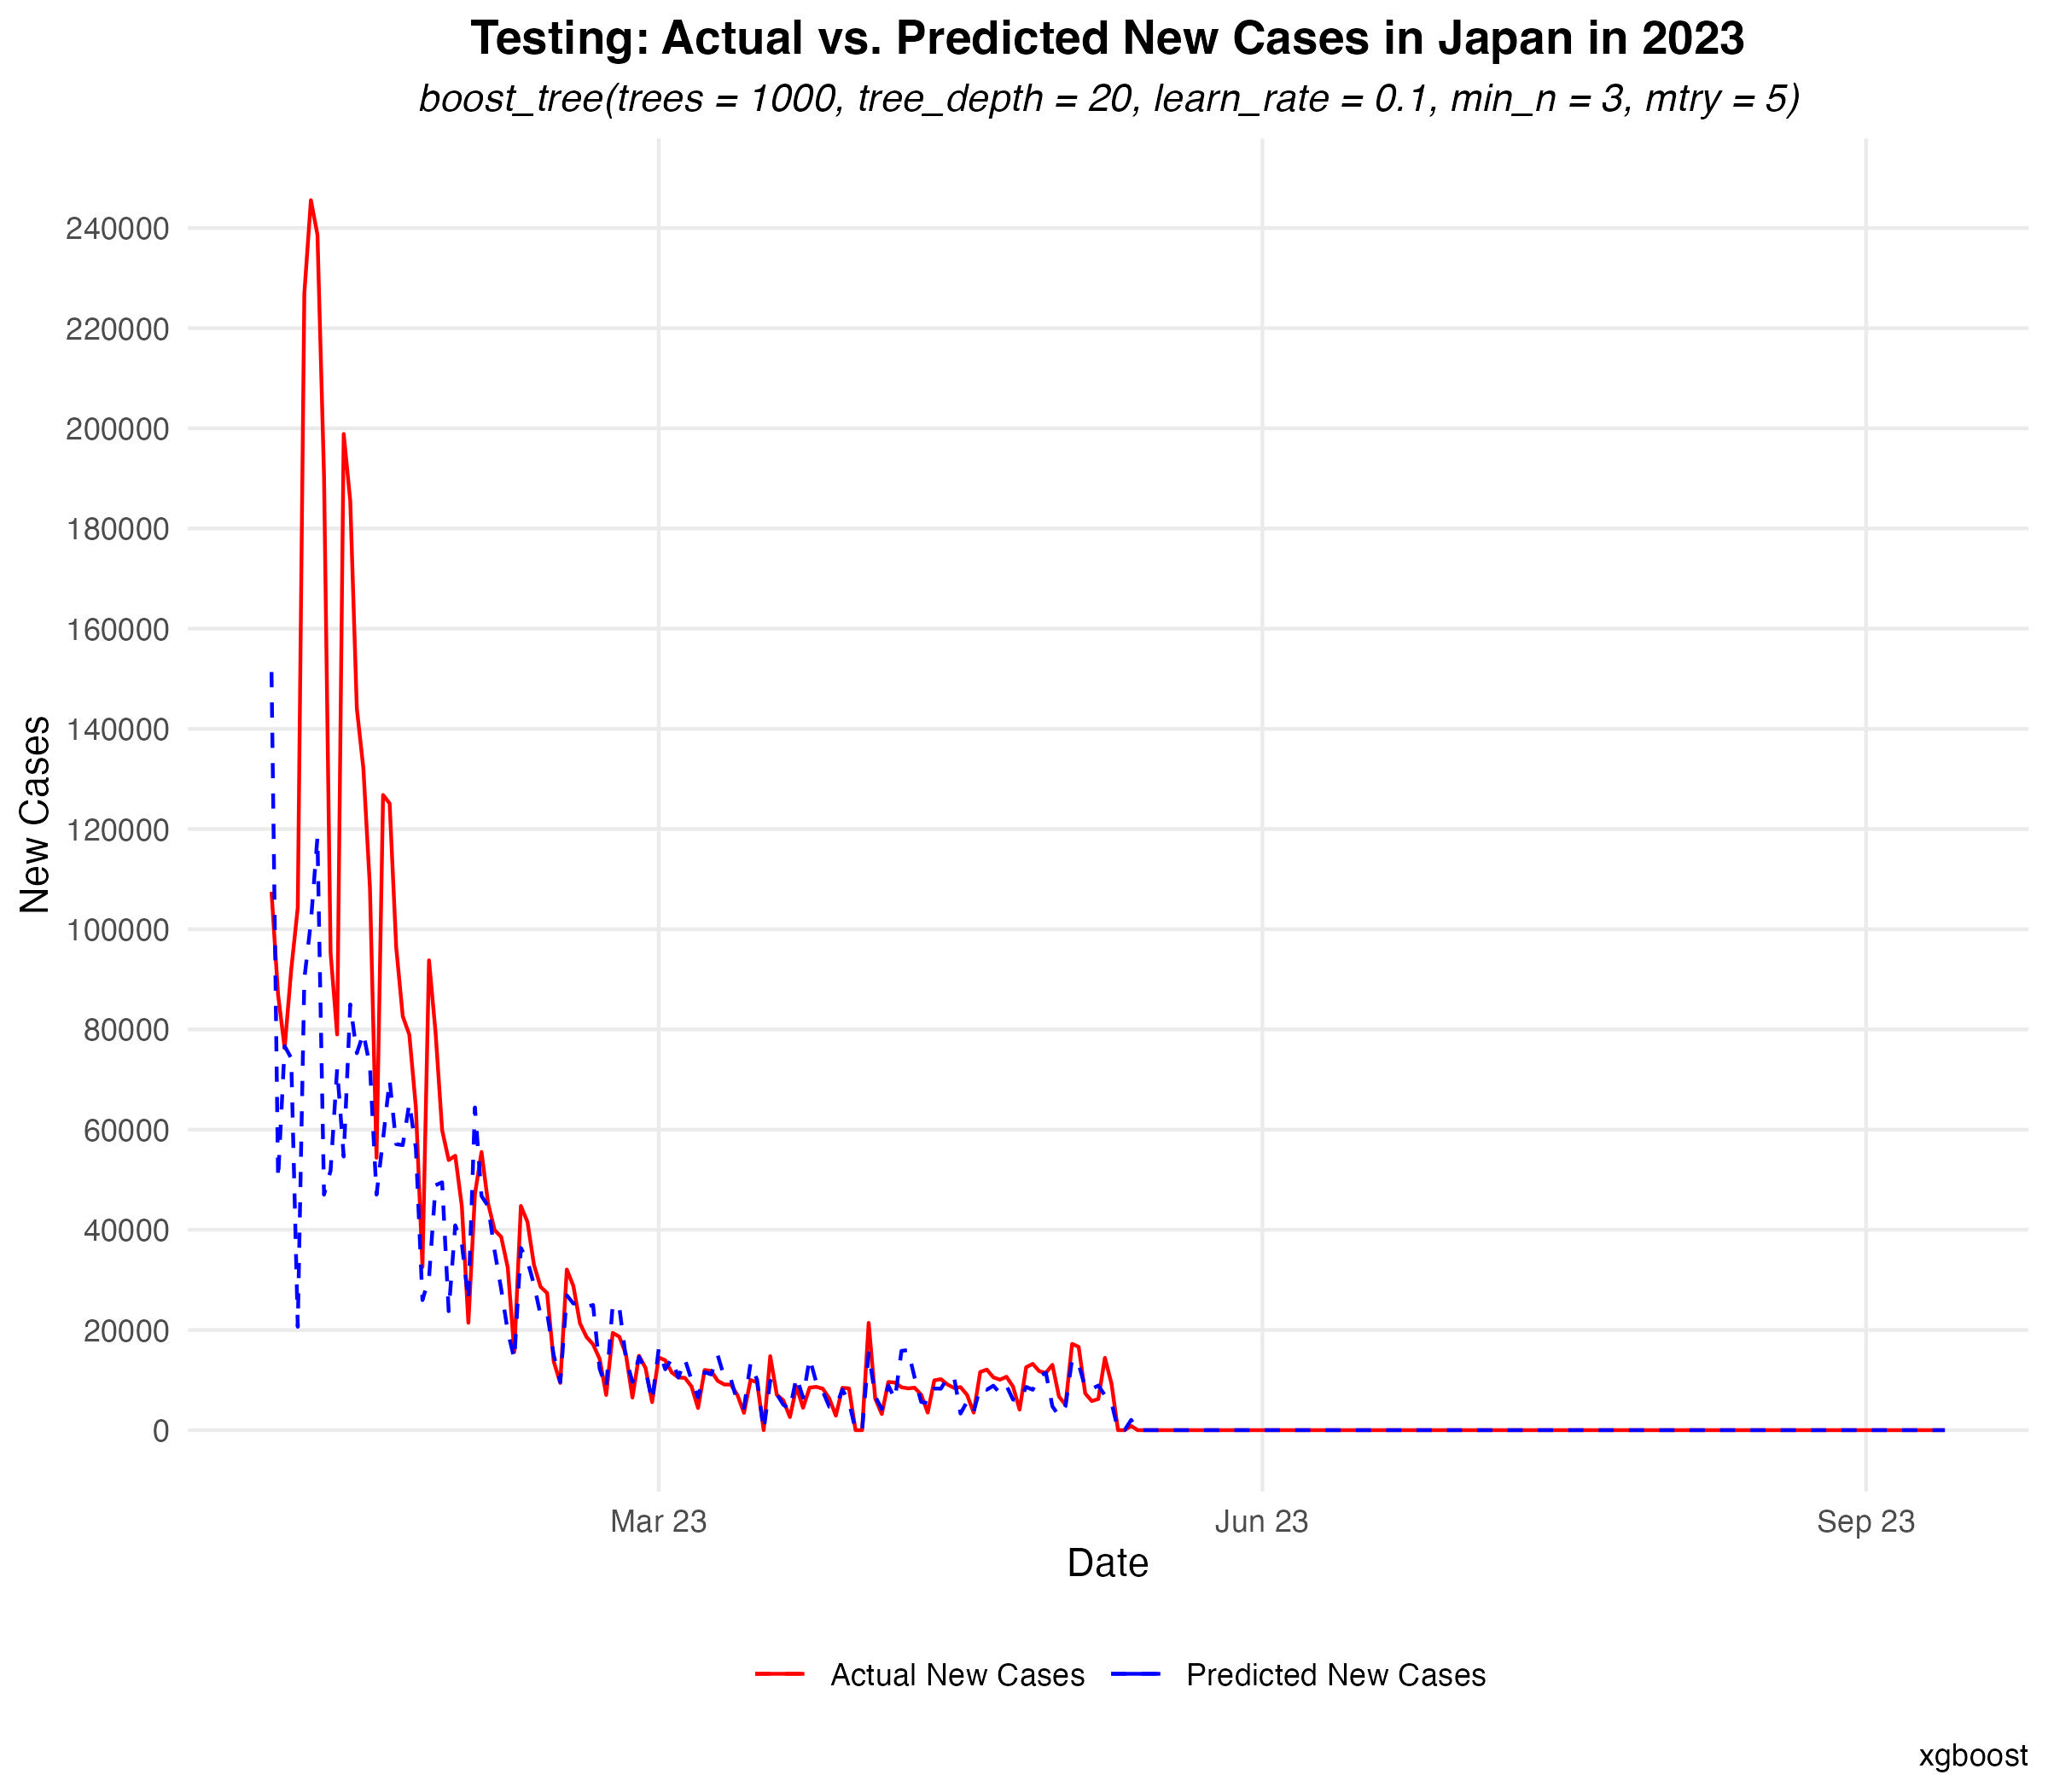 Testing: Actual vs. Predicted New Cases in Japan in 2023
boost_tree(trees = 1000, tree_depth = 20, learn_rate = 0.1, min_n = 3, mtry = 5)
New Cases
240000
220000
200000
180000
160000
140000
120000
100000
80000
60000
40000
20000
0
Mar 23 Jun 23 Sep 23
Date
Actual New Cases Predicted New Cases
xgboost